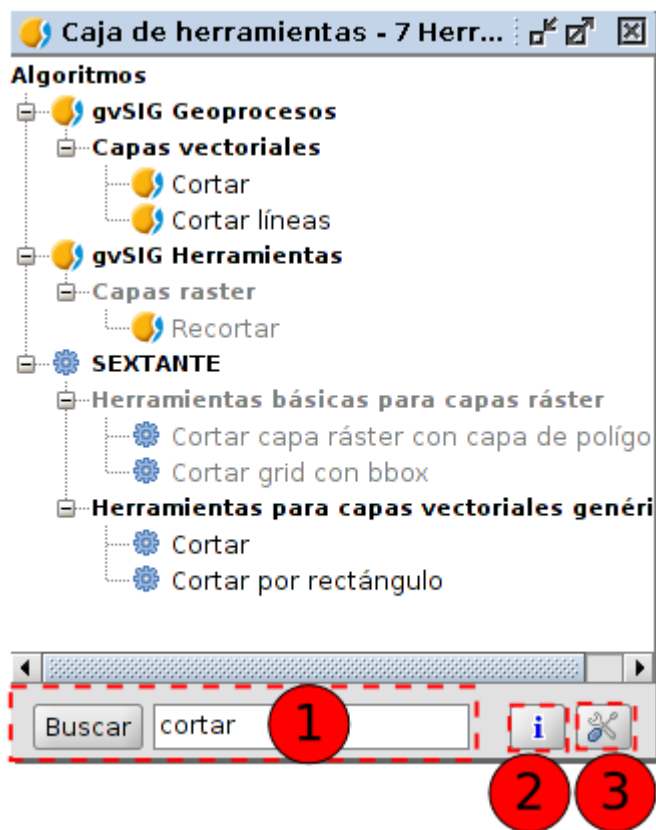 Caja de herramientas - 7 Herr...
Algoritmos
gvSIG Geoprocesos
Capas vectoriales
Cortar
Cortar líneas
gvSIG Herramientas
Capas raster
Recortar
SEXTANTE
Herramientas básicas para capas ráster
Cortar capa ráster con capa de polígo
Cortar grid con bbox
Herramientas para capas vectoriales genéri
Cortar
Cortar por rectángulo
Buscar cortar 1 i
2 3